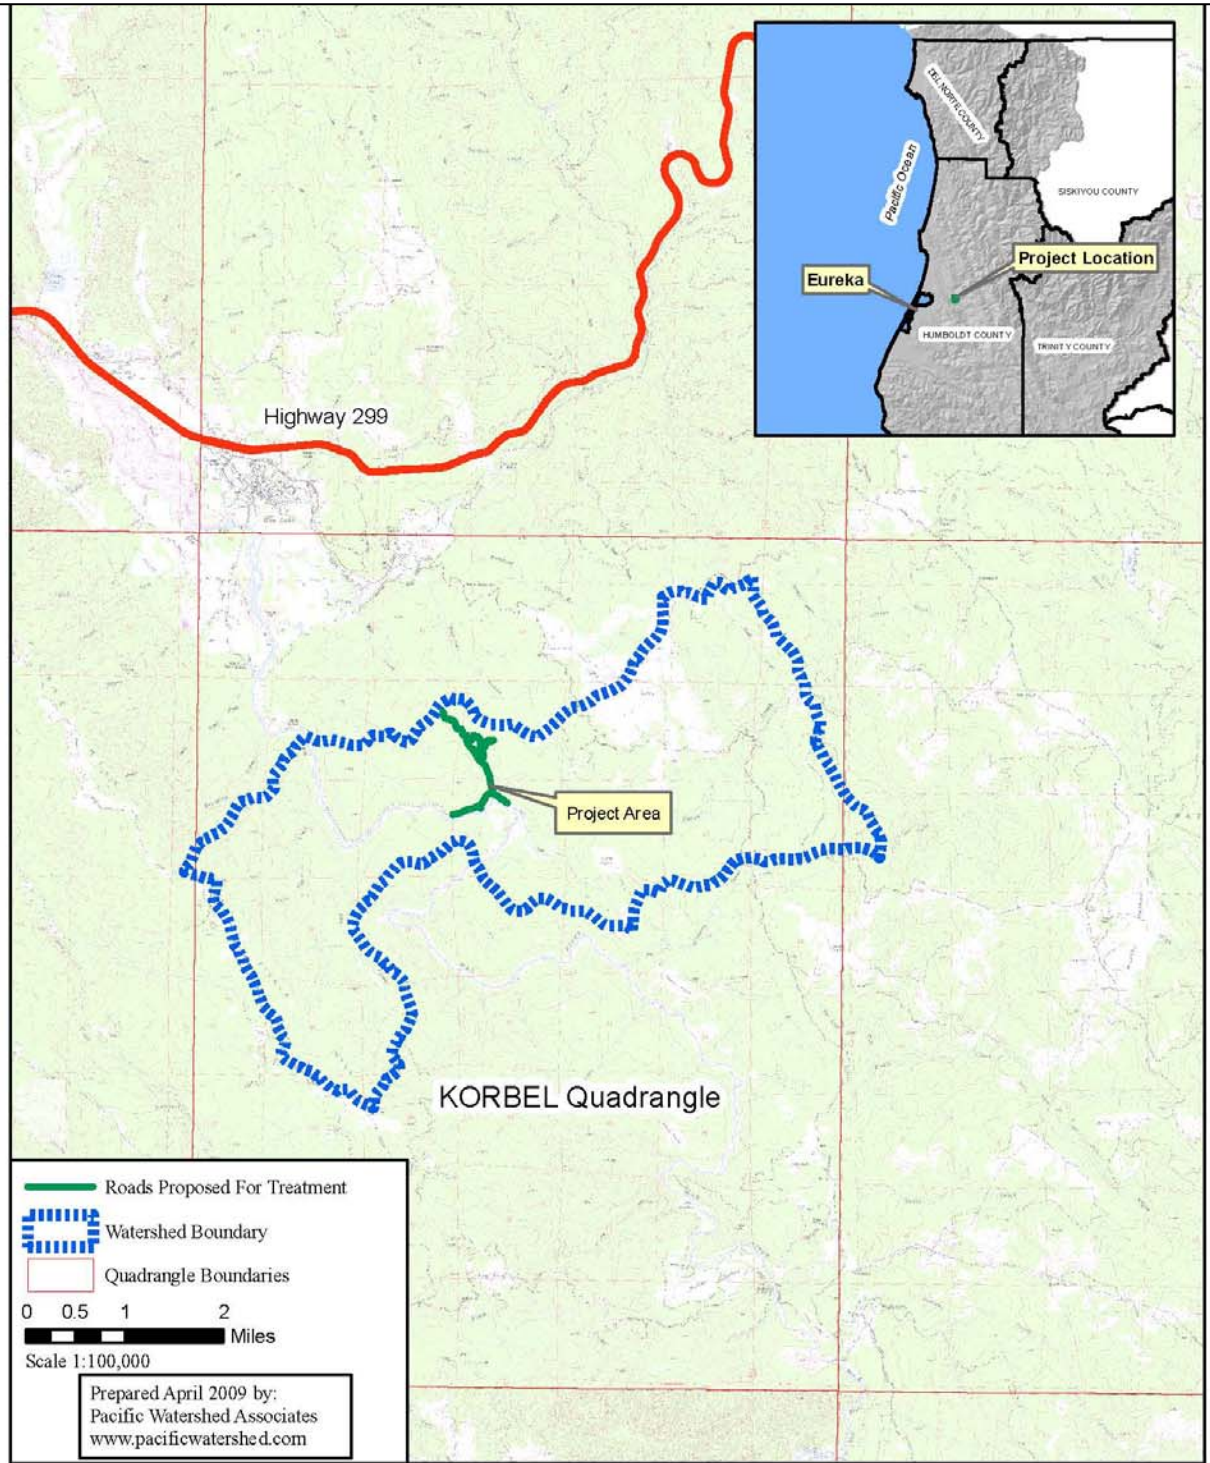 DEL NORTE COUNTY
Pacific Ocean
SISKIYOU COUNTY
Project Location
Eureka
HUMBOLDT COUNTY
TRINITY COUNTY
Highway 299
Project Area
KORBEL Quadrangle
Roads Proposed For Treatment
Watershed Boundary
Quadrangle Boundaries
0 0.5 1 2
Miles
Scale 1:100,000
Prepared April 2009 by:
Pacific Watershed Associates
www.pacificwatershed.com